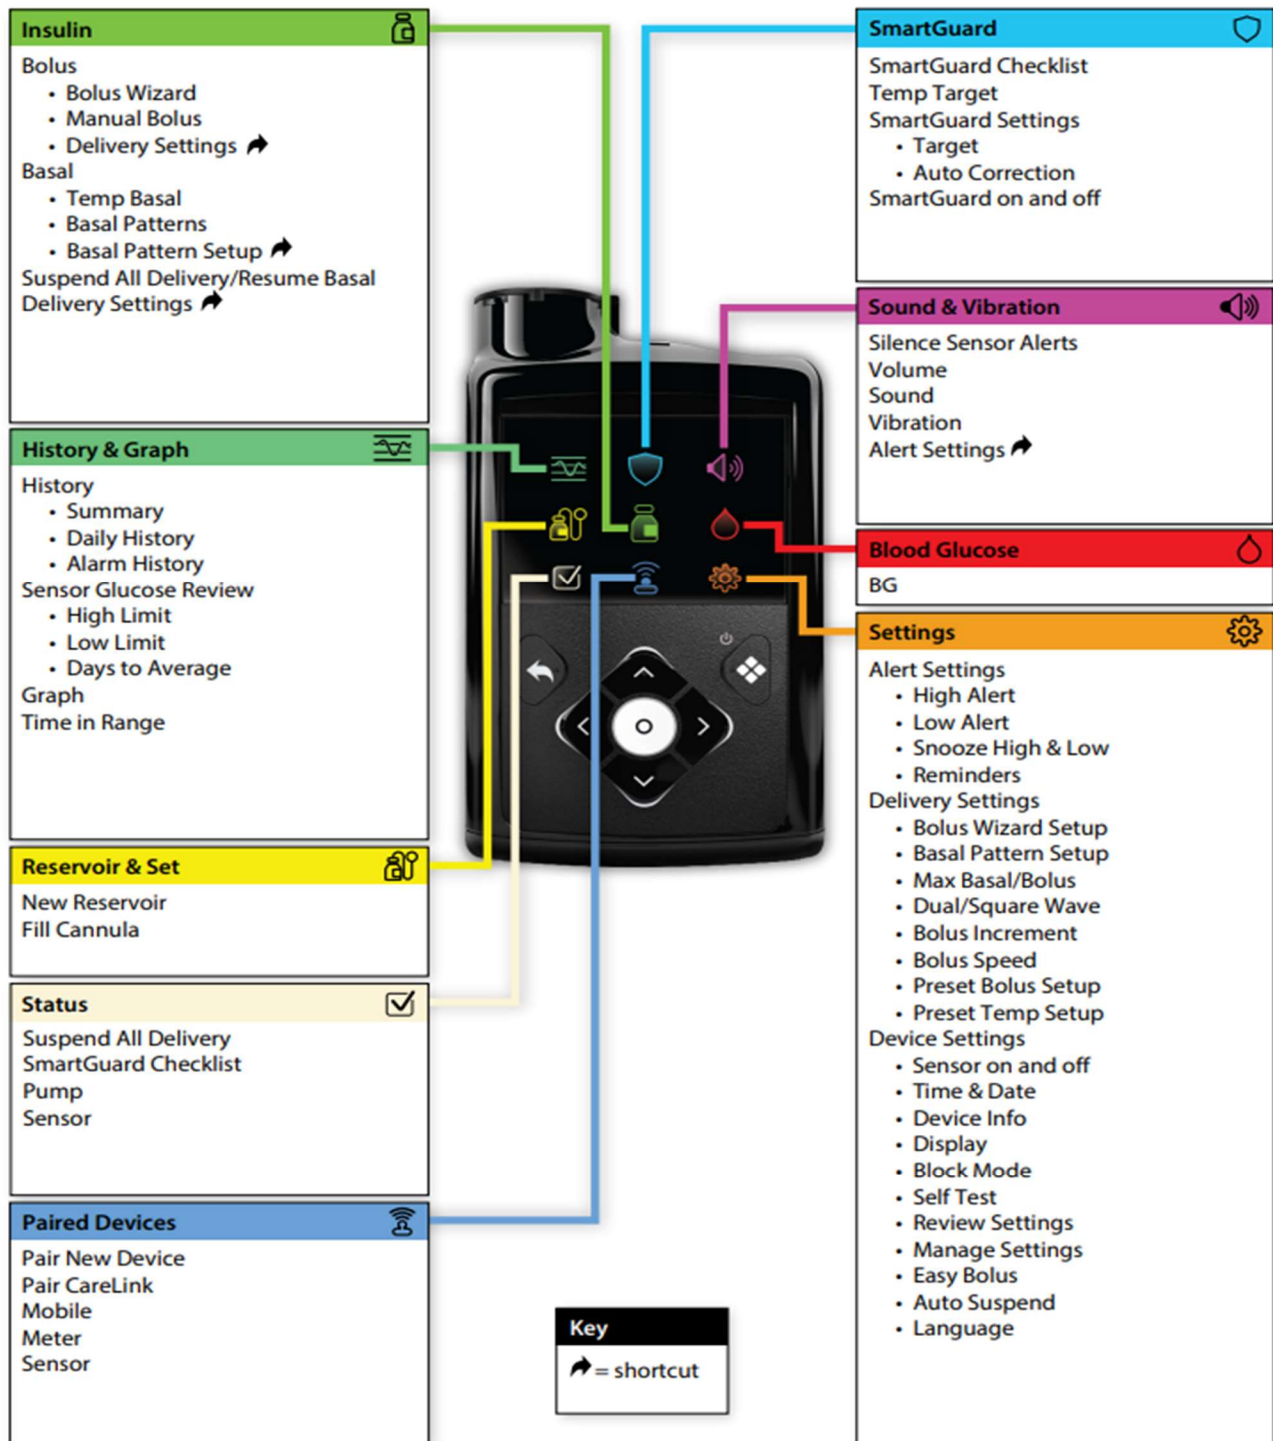 Insulin
Bolus
• Bolus Wizard
• Manual Bolus
• Delivery Settings
Basal
• Temp Basal
• Basal Patterns
• Basal Pattern Setup
Suspend All Delivery/Resume Basal
Delivery Settings
History & Graph
History
• Summary
• Daily History
• Alarm History
Sensor Glucose Review
• High Limit
• Low Limit
• Days to Average
Graph
Time in Range
Reservoir & Set
New Reservoir
Fill Cannula
Status
Suspend All Delivery
SmartGuard Checklist
Pump
Sensor
Paired Devices
Pair New Device
Pair CareLink
Mobile
Meter
Sensor
Key
= shortcut
SmartGuard
SmartGuard Checklist
Temp Target
SmartGuard Settings
• Target
• Auto Correction
SmartGuard on and off
Sound & Vibration
Silence Sensor Alerts
Volume
Sound
Vibration
Alert Settings
Blood Glucose
BG
Settings
Alert Settings
• High Alert
• Low Alert
• Snooze High & Low
• Reminders
Delivery Settings
• Bolus Wizard Setup
• Basal Pattern Setup
• Max Basal/Bolus
• Dual/Square Wave
• Bolus Increment
• Bolus Speed
• Preset Bolus Setup
• Preset Temp Setup
Device Settings
• Sensor on and off
• Time & Date
• Device Info
• Display
• Block Mode
• Self Test
• Review Settings
• Manage Settings
• Easy Bolus
• Auto Suspend
• Language